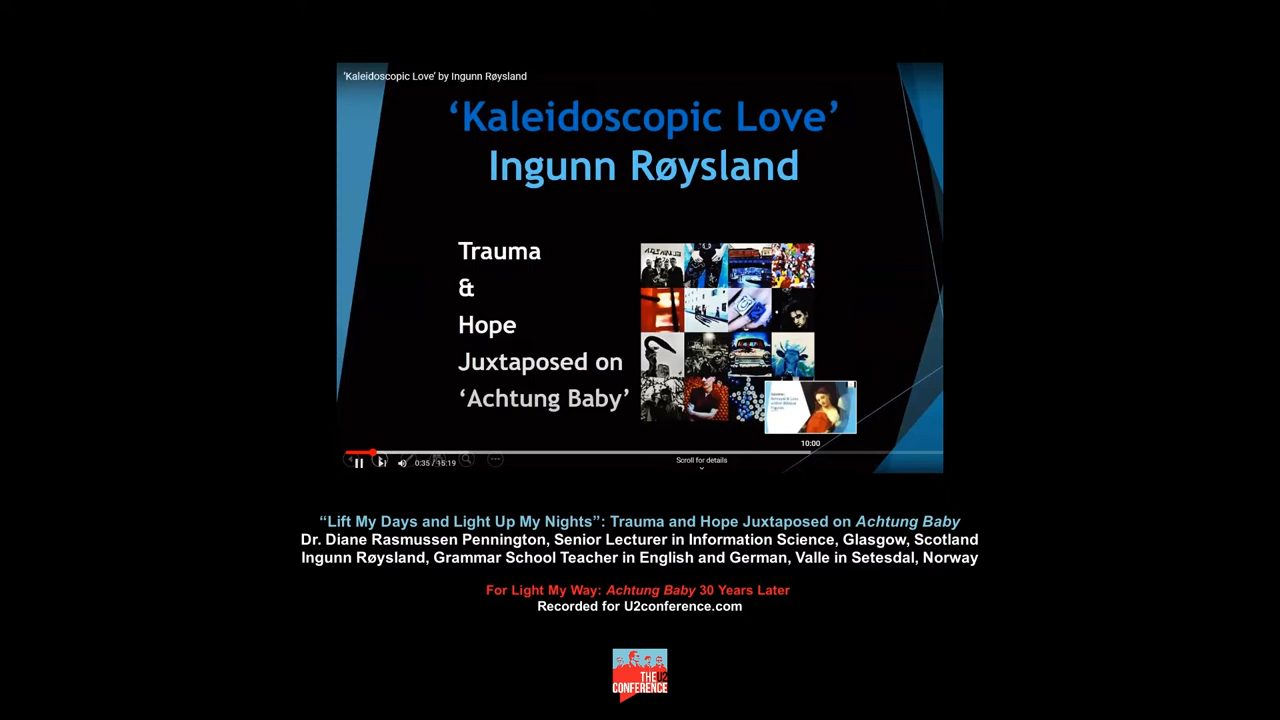 ‘Kaleidoscopic Love’ by Ingunn Røysland
‘Kaleidoscopic Love’
Ingunn Røysland
Trauma
&
Hope
Juxtaposed on
‘Achtung Baby’
10:00
0:35 / 15:19
Scroll for details
“Lift My Days and Light Up My Nights”: Trauma and Hope Juxtaposed on Achtung Baby
Dr. Diane Rasmussen Pennington, Senior Lecturer in Information Science, Glasgow, Scotland
Ingunn Røysland, Grammar School Teacher in English and German, Valle in Setesdal, Norway
For Light My Way: Achtung Baby 30 Years Later
Recorded for U2conference.com
THE U2
CONFERENCE